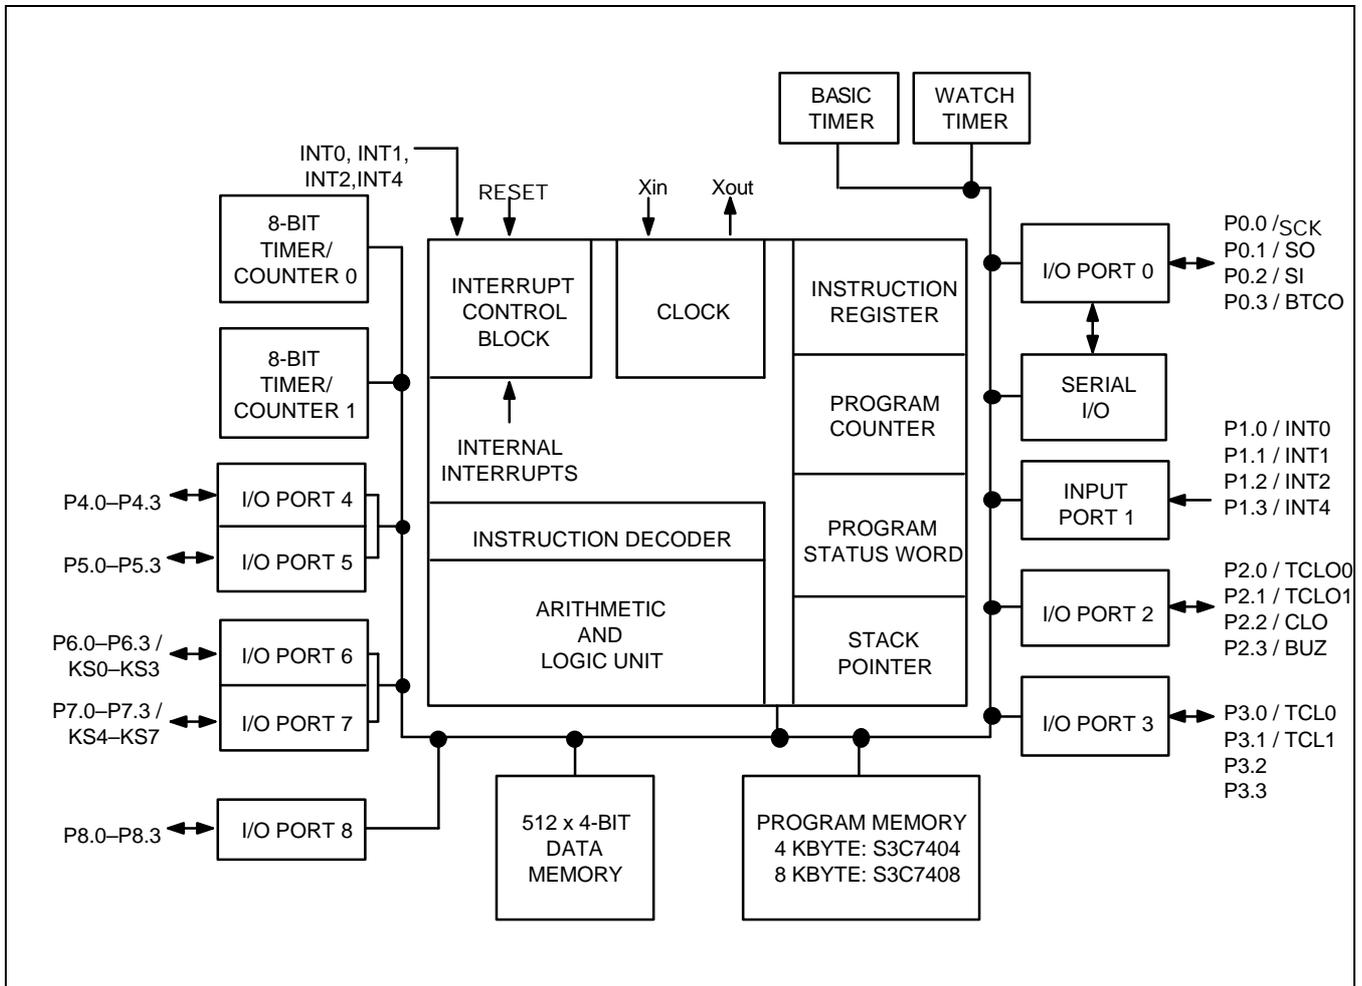 BASIC
TIMER
WATCH
TIMER
INT0, INT1,
INT2,INT4
RESET
Xin
Xout
8-BIT
TIMER/
COUNTER 0
8-BIT
TIMER/
COUNTER 1
INTERRUPT
CONTROL
BLOCK
CLOCK
INSTRUCTION
REGISTER
PROGRAM
COUNTER
PROGRAM
STATUS WORD
STACK
POINTER
INTERNAL
INTERRUPTS
INSTRUCTION DECODER
ARITHMETIC
AND
LOGIC UNIT
I/O PORT 0
P0.0 /SCK
P0.1 / SO
P0.2 / SI
P0.3 / BTCO
SERIAL
I/O
INPUT
PORT 1
P1.0 / INT0
P1.1 / INT1
P1.2 / INT2
P1.3 / INT4
I/O PORT 2
P2.0 / TCLO0
P2.1 / TCLO1
P2.2 / CLO
P2.3 / BUZ
I/O PORT 3
P3.0 / TCL0
P3.1 / TCL1
P3.2
P3.3
P4.0–P4.3
I/O PORT 4
P5.0–P5.3
I/O PORT 5
P6.0–P6.3 /
KS0–KS3
I/O PORT 6
P7.0–P7.3 /
KS4–KS7
I/O PORT 7
P8.0–P8.3
I/O PORT 8
512 x 4-BIT
DATA
MEMORY
PROGRAM MEMORY
4 KBYTE: S3C7404
8 KBYTE: S3C7408